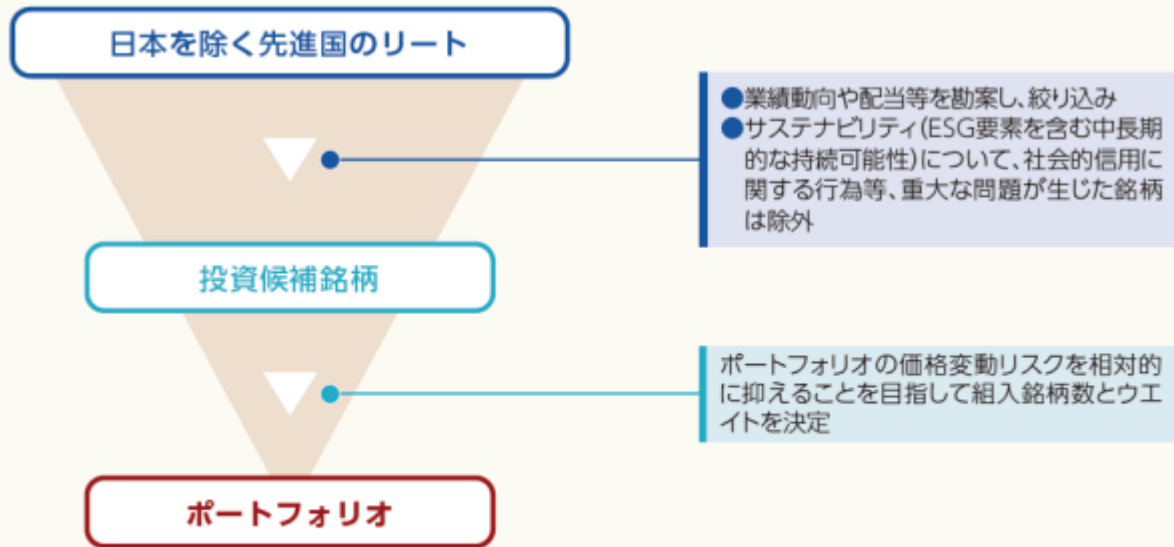 日本を除く先進国のリート
●業績動向や配当等を勘案し、絞り込み
●サステナビリティ(ESG要素を含む中長期
的な持続可能性)について、社会的信用に
関する行為等、重大な問題が生じた銘柄
は除外
投資候補銘柄
ポートフォリオの価格変動リスクを相対的
に抑えることを目指して組入銘柄数とウエ
イトを決定
ポートフォリオ